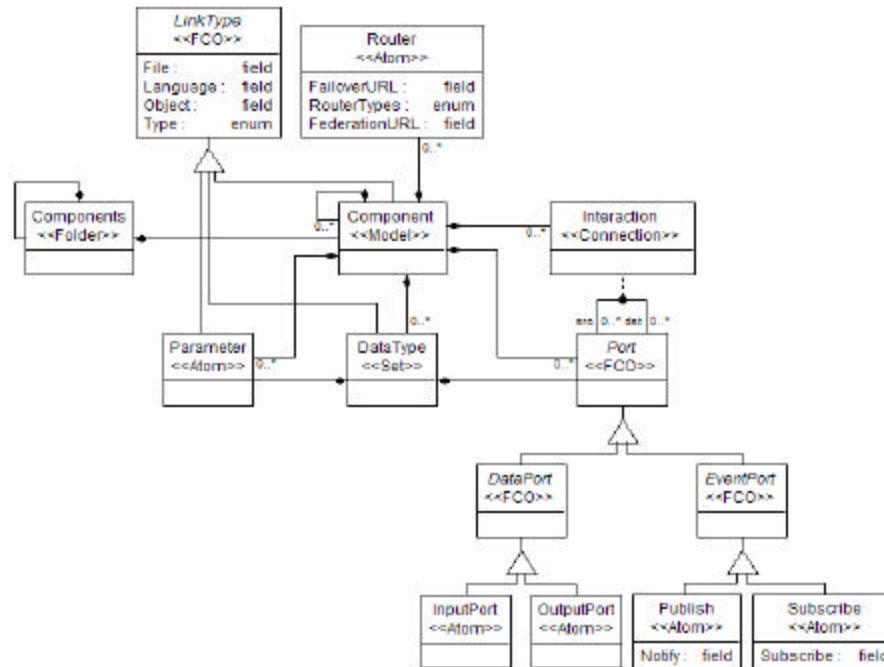 LinkType
<<FCO>>
File : field
Language : field
Object : field
Type : enum
Router
<<Atom>>
FailoverURL : field
RouterTypes : enum
FederationURL : field
0..*
Components
<<Folder>>
0..*
Component
<<Model>>
Interaction
<<Connection>>
0..*
0..*
src 0..* dst 0..*
Parameter
<<Atom>>
0..*
DataType
<<Set>>
Port
<<FCO>>
0..*
DataPort
<<FCO>>
EventPort
<<FCO>>
InputPort
<<Atom>>
OutputPort
<<Atom>>
Publish
<<Atom>>
Notify : field
Subscribe
<<Atom>>
Subscribe : field